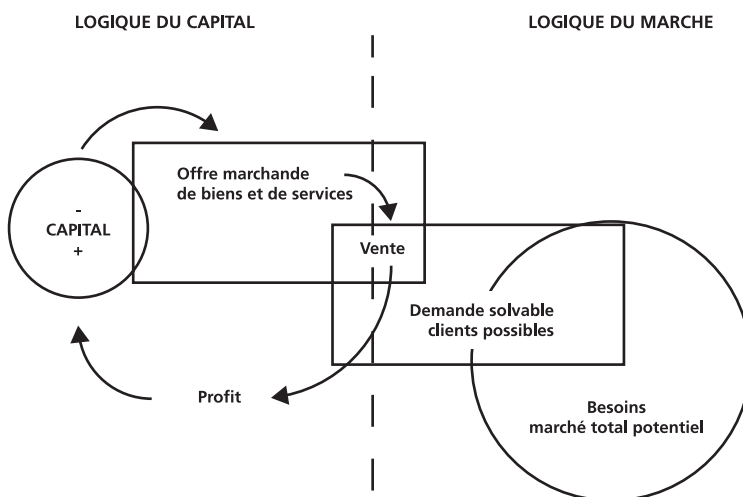 LOGIQUE DU CAPITAL
LOGIQUE DU MARCHE
Offre marchande
de biens et de services
-
CAPITAL
+
Vente
Demande solvable
clients possibles
Profit
Besoins
marché total potentiel